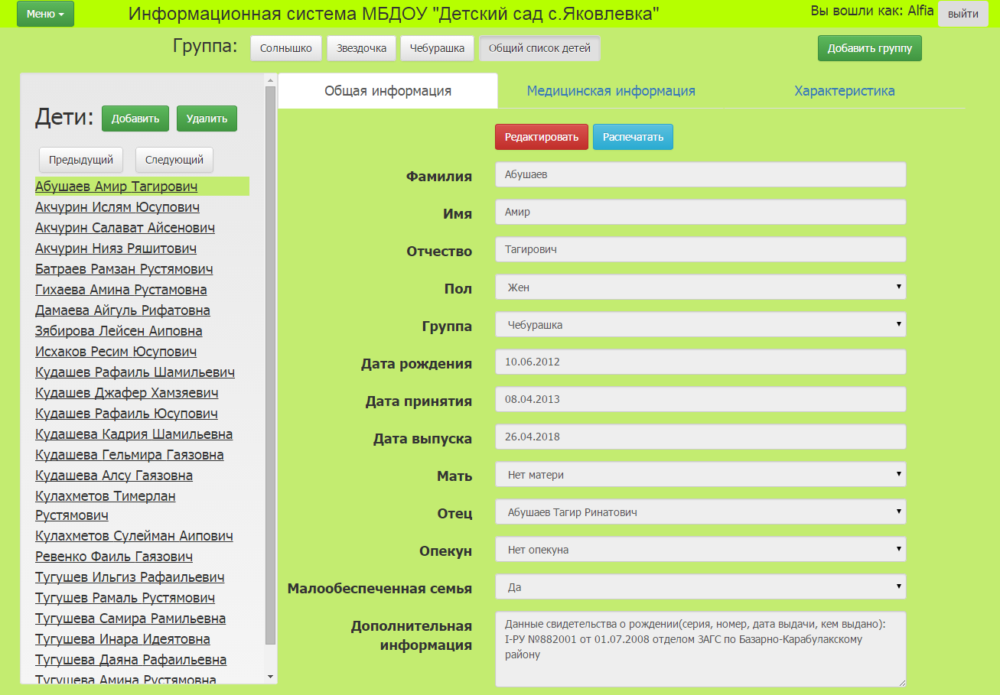 Меню
Информационная система МБДОУ "Детский сад с.Яковлевка"
Вы вошли как: Alfia
выйти
Группа:
Солнышко
Звездочка
Чебурашка
Общий список детей
Добавить группу
Дети:
Добавить
Удалить
Предыдущий
Следующий
Абушаев Амир Тагирович
Акчурин Ислям Юсупович
Акчурин Салават Айсенович
Акчурин Нияз Ряшитович
Батраев Рамзан Рустямович
Гихаева Амина Рустамовна
Дамаева Айгуль Рифатовна
Зябирова Лейсен Аиповна
Исхаков Ресим Юсупович
Кудашев Рафаиль Шамильевич
Кудашев Джафер Хамзяевич
Кудашев Рафаиль Юсупович
Кудашева Кадрия Шамильевна
Кудашева Гельмира Гаязовна
Кудашева Алсу Гаязовна
Кулахметов Тимерлан
Рустямович
Кулахметов Сулейман Аипович
Ревенко Фаиль Гаязович
Тугушев Ильгиз Рафаильевич
Тугушев Рамаль Рустямович
Тугушева Самира Рамильевна
Тугушева Инара Идеятовна
Тугушева Даяна Рафаильевна
Тугушева Амина Рустямовна
Общая информация
Медицинская информация
Характеристика
Редактировать
Распечатать
Фамилия
Абушаев
Имя
Амир
Отчество
Тагирович
Пол
Жен
Группа
Чебурашка
Дата рождения
10.06.2012
Дата принятия
08.04.2013
Дата выпуска
26.04.2018
Мать
Нет матери
Отец
Абушаев Тагир Ринатович
Опекун
Нет опекуна
Малообеспеченная семья
Да
Дополнительная
информация
Данные свидетельства о рождении(серия, номер, дата выдачи, кем выдано):
I-РУ №882001 от 01.07.2008 отделом ЗАГС по Базарно-Карабулакскому
району